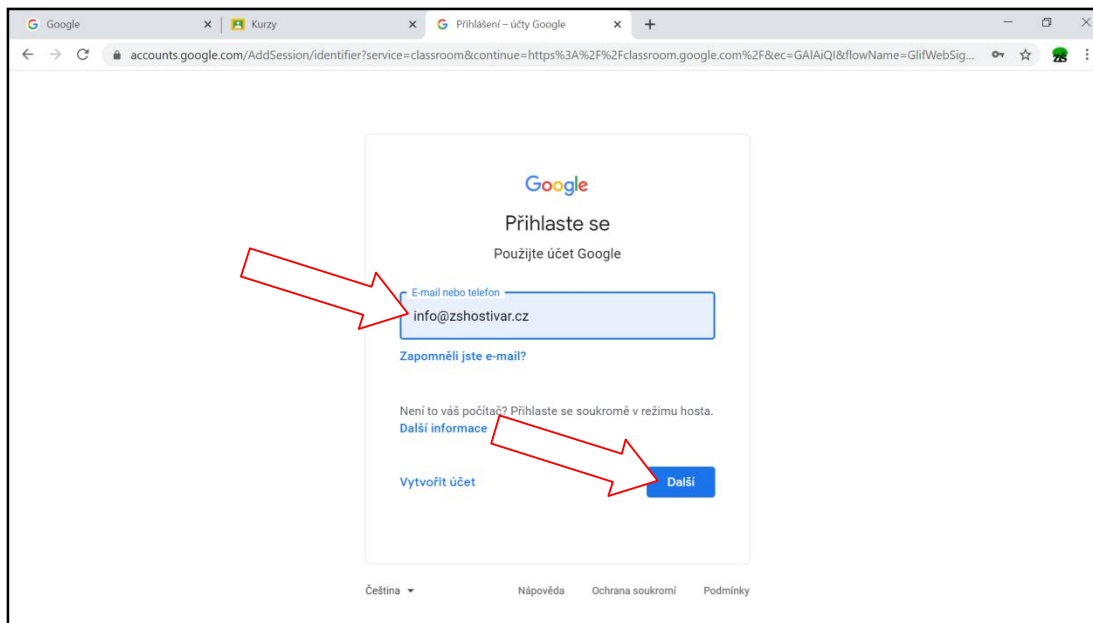 Google
Kurzy
Přihlášení – účty Google
accounts.google.com/AddSession/identifier?service=classroom&continue=https%3A%2F%2Fclassroom.google.com%2F&ec=GAlAiQI&flowName=GlifWebSig...
Google
Přihlaste se
Použijte účet Google
E-mail nebo telefon
info@zshostivar.cz
Zapomněli jste e-mail?
Není to váš počítač? Přihlaste se soukromě v režimu hosta.
Další informace
Vytvořit účet
Další
Čeština
Nápověda
Ochrana soukromí
Podmínky